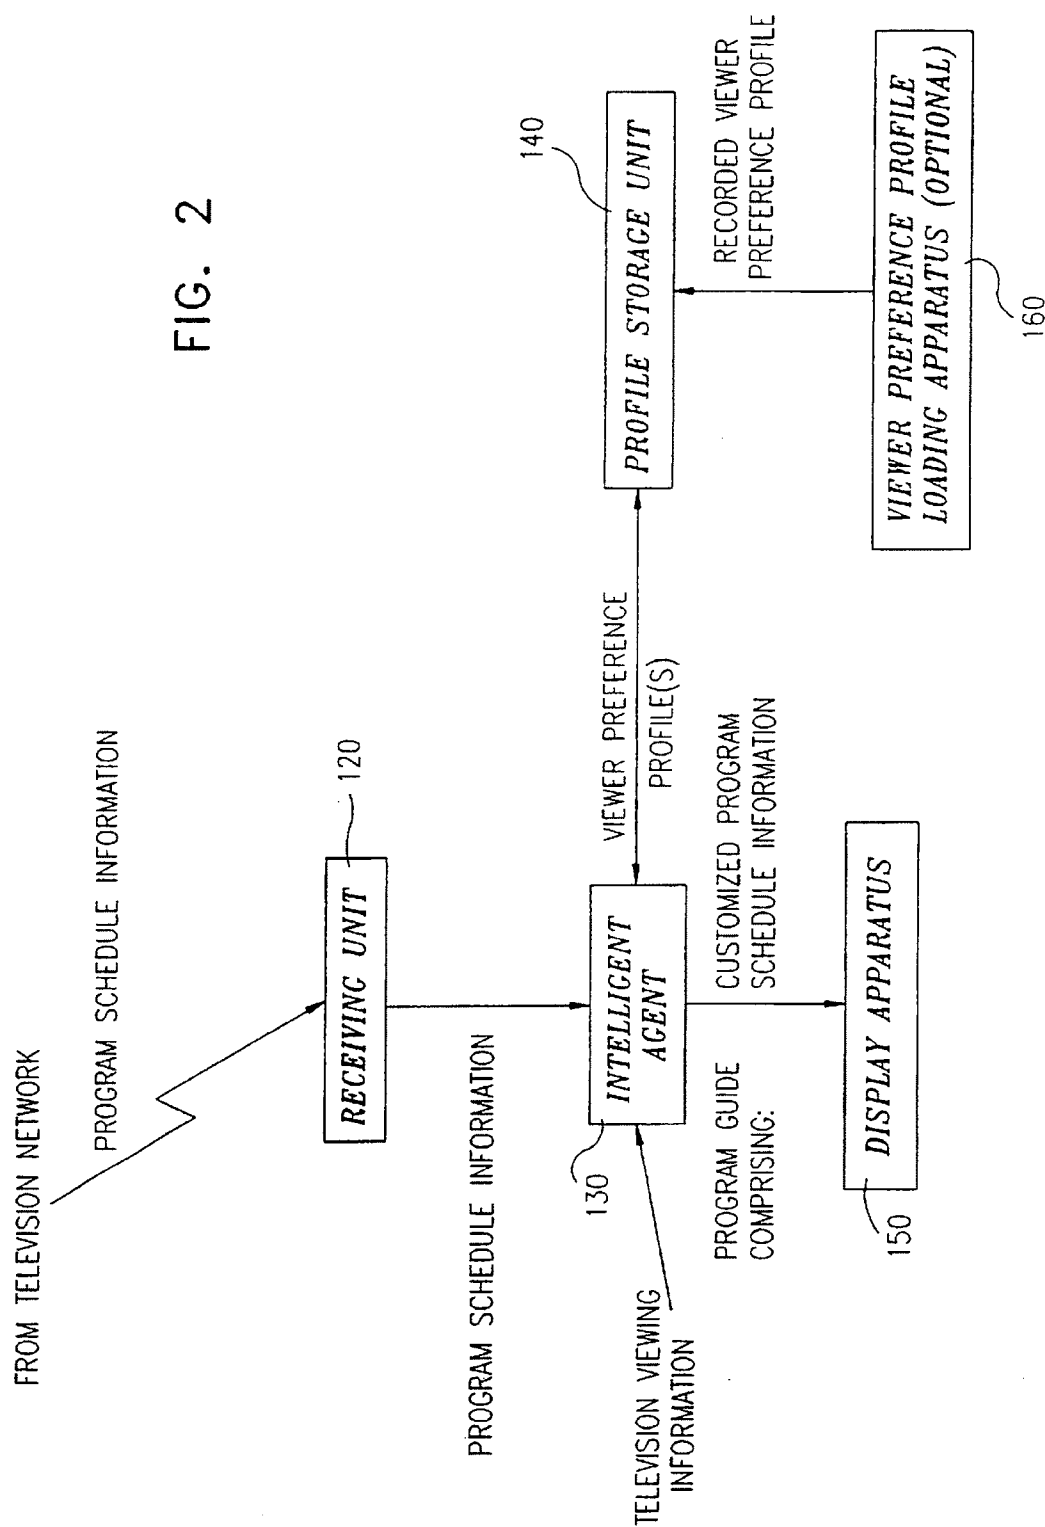 FIG. 2
FROM TELEVISION NETWORK
PROGRAM SCHEDULE INFORMATION
120
RECEIVING UNIT
PROGRAM SCHEDULE INFORMATION
130
INTELLIGENT
AGENT
TELEVISION VIEWING
INFORMATION
VIEWER PREFERENCE
PROFILE(S)
140
PROFILE STORAGE UNIT
PROGRAM GUIDE
COMPRISING:
CUSTOMIZED PROGRAM
SCHEDULE INFORMATION
RECORDED VIEWER
PREFERENCE PROFILE
150
DISPLAY APPARATUS
VIEWER PREFERENCE PROFILE
LOADING APPARATUS (OPTIONAL)
160